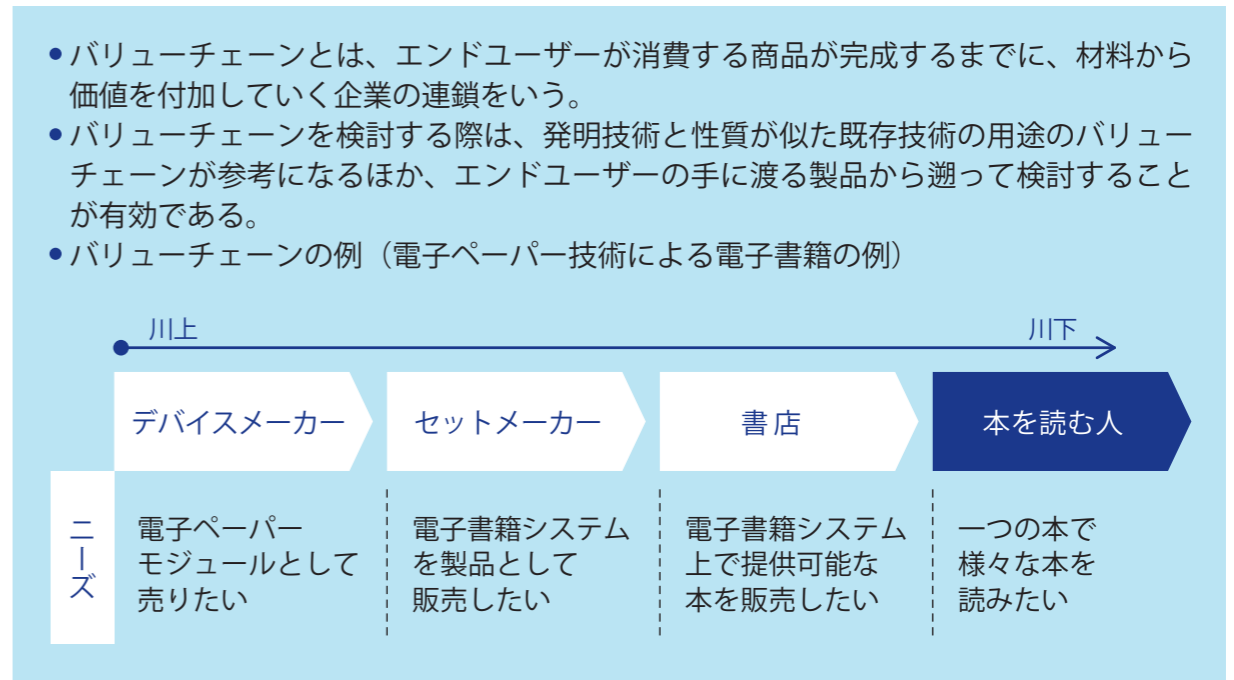 ●バリューチェーンとは、エンドユーザーが消費する商品が完成するまでに、材料から
価値を付加していく企業の連鎖をいう。
●バリューチェーンを検討する際は、発明技術と性質が似た既存技術の用途のバリュー
チェーンが参考になるほか、エンドユーザーの手に渡る製品から遡って検討すること
が有効である。
●バリューチェーンの例（電子ペーパー技術による電子書籍の例）
川上
川下
デバイスメーカー
セットメーカー
書店
本を読む人
ニーズ
電子ペーパー
モジュールとして
売りたい
電子書籍システム
を製品として
販売したい
電子書籍システム
上で提供可能な
本を販売したい
一つの本で
様々な本を
読みたい